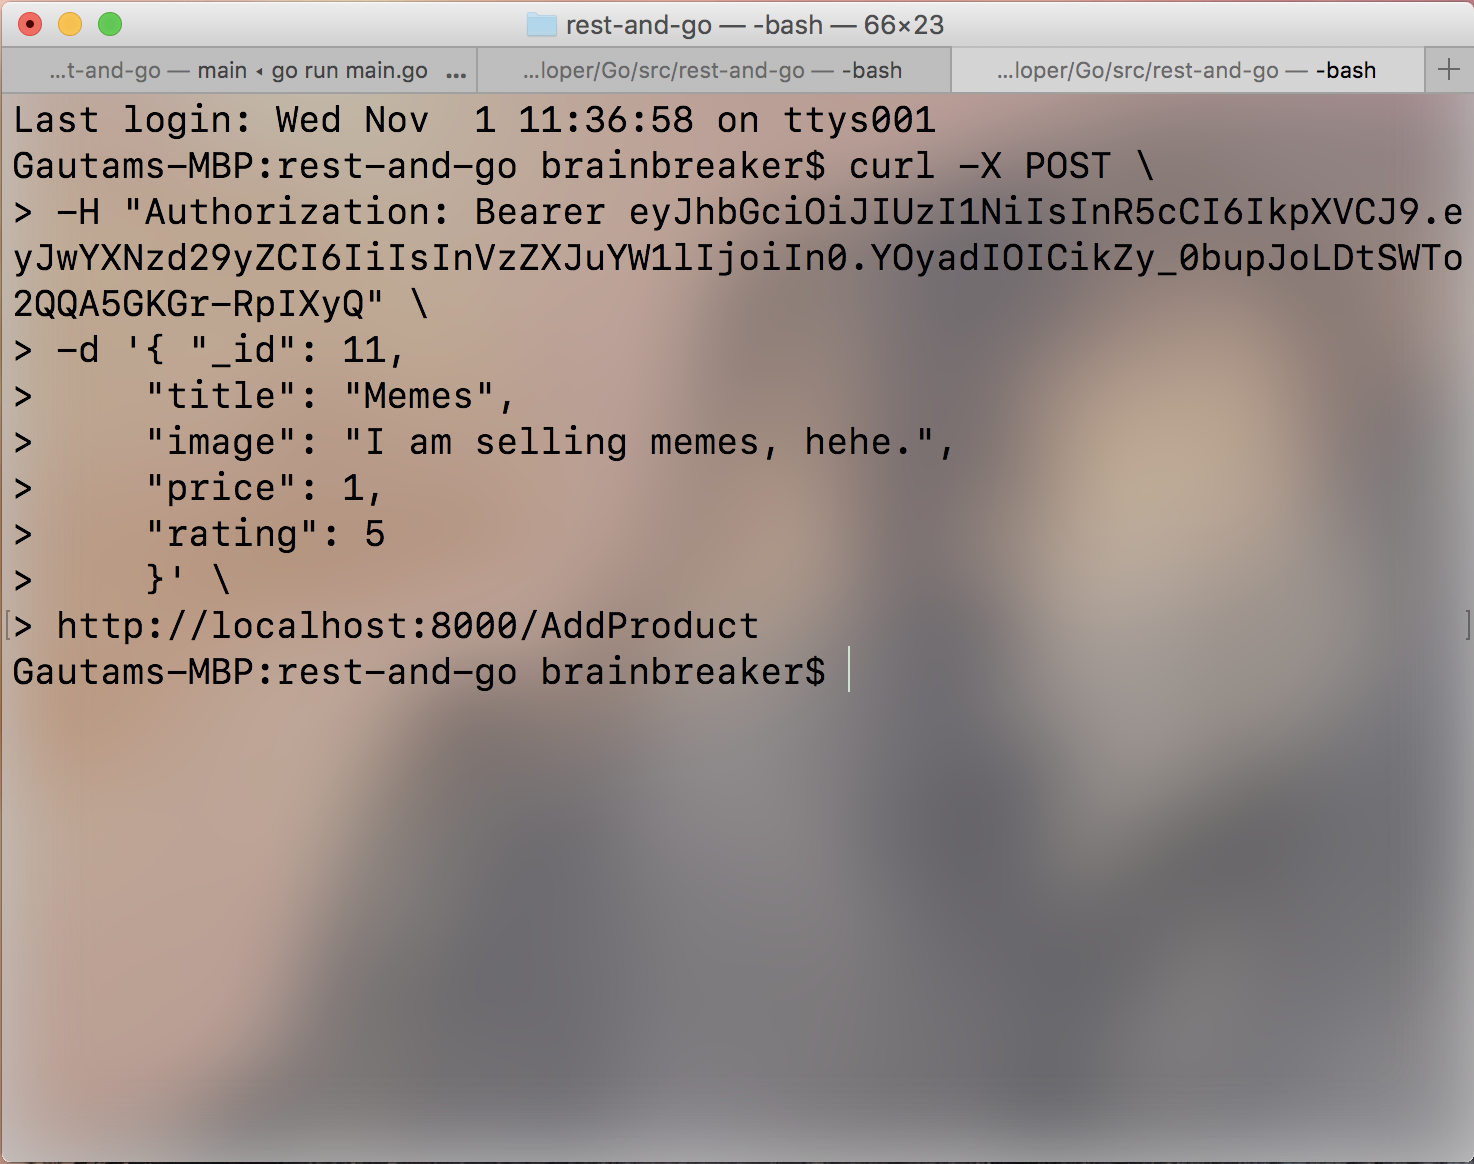 rest-and-go — -bash — 66×23
...t-and-go — main ◂ go run main.go ...
...loper/Go/src/rest-and-go — -bash
...loper/Go/src/rest-and-go — -bash
Last login: Wed Nov  1 11:36:58 on ttys001
Gautams-MBP:rest-and-go brainbreaker$ curl -X POST \
> -H "Authorization: Bearer eyJhbGciOiJIUzI1NiIsInR5cCI6IkpXVCJ9.e
yJwYXNzd29yZCI6IiIsInVzZXJuYW1lIjoiIn0.YOyadIOICikZy_0bupJoLDtSWTo
2QQA5GKGr-RpIXyQ" \
> -d '{ "_id": 11,
>     "title": "Memes",
>     "image": "I am selling memes, hehe.",
>     "price": 1,
>     "rating": 5
>     }' \
> http://localhost:8000/AddProduct
Gautams-MBP:rest-and-go brainbreaker$